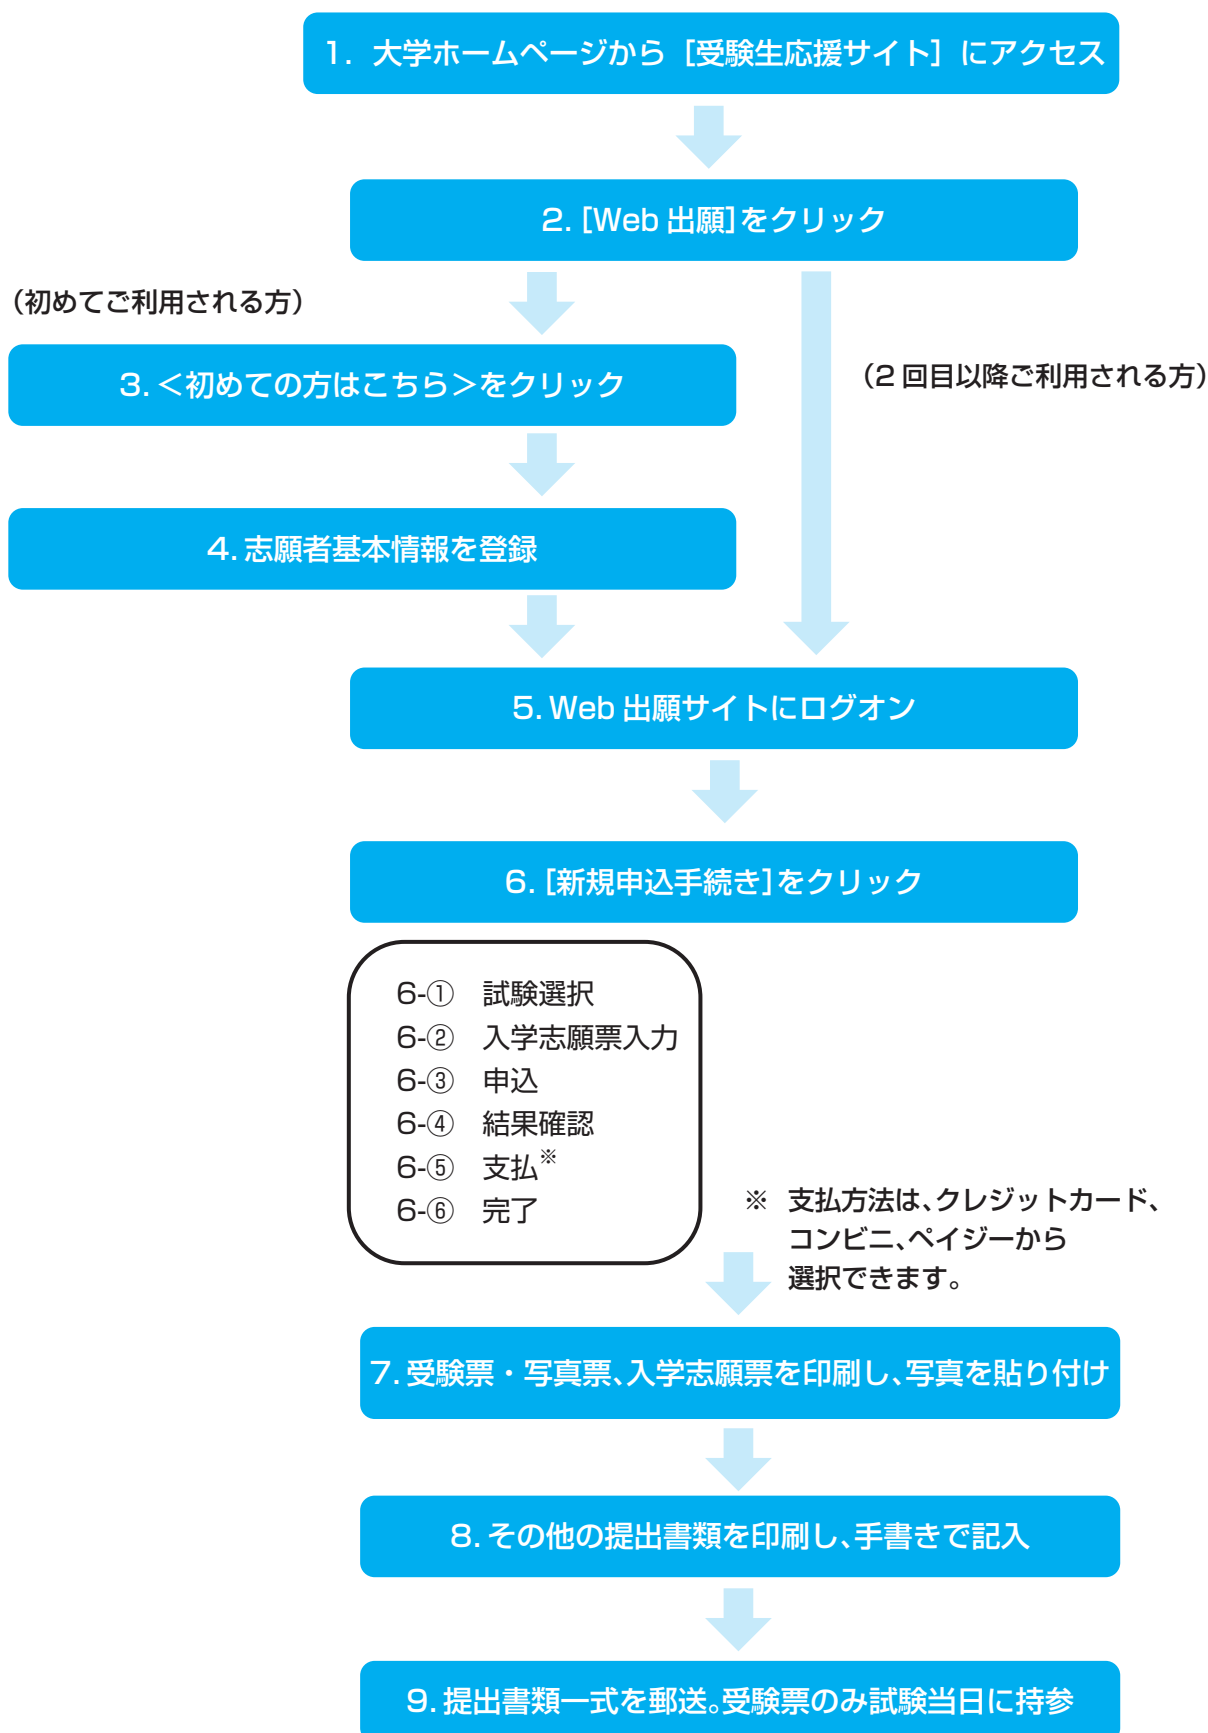 1. 大学ホームページから［受験生応援サイト］にアクセス
2.［Web 出願］をクリック
（初めてご利用される方）
3.＜初めての方はこちら＞をクリック
（2 回目以降ご利用される方）
4. 志願者基本情報を登録
5. Web 出願サイトにログオン
6.［新規申込手続き］をクリック
6-① 試験選択
6-② 入学志願票入力
6-③ 申込
6-④ 結果確認
6-⑤ 支払※
6-⑥ 完了
※ 支払方法は、クレジットカード、
コンビニ、ペイジーから
選択できます。
7. 受験票・写真票、入学志願票を印刷し、写真を貼り付け
8. その他の提出書類を印刷し、手書きで記入
9. 提出書類一式を郵送。受験票のみ試験当日に持参